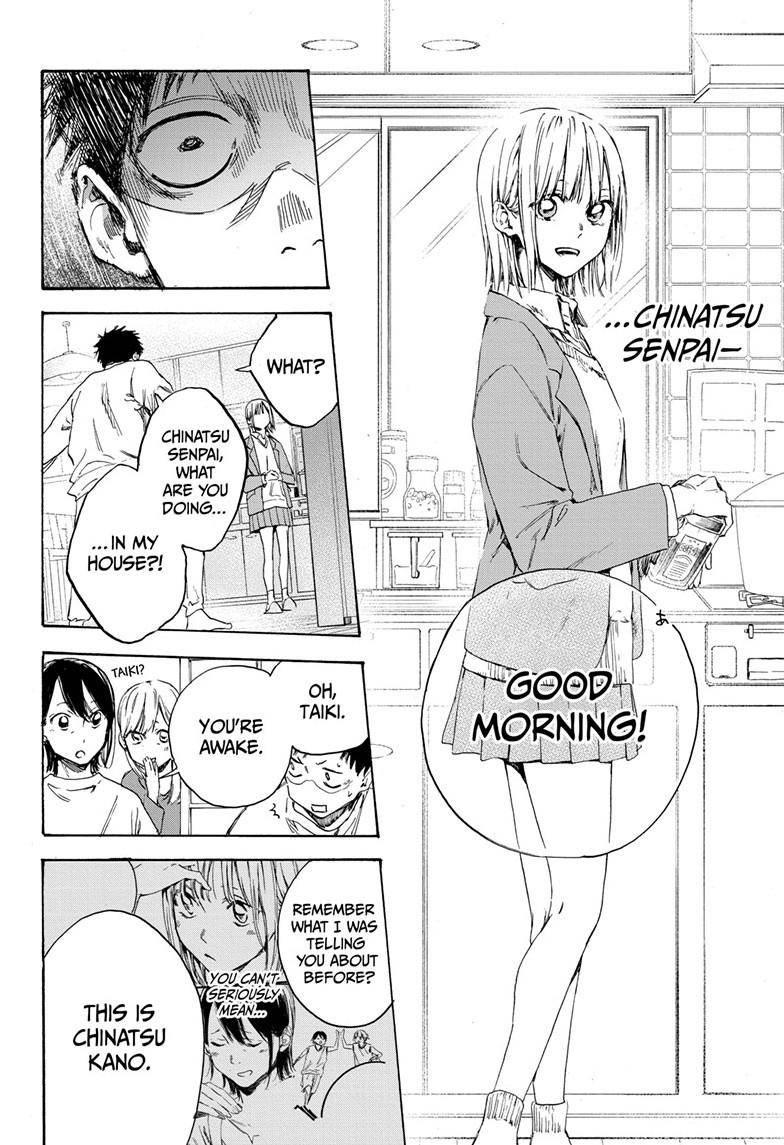 ...CHINATSU
SENPAI—
あ
GOOD
MORNING!
WHAT?
CHINATSU
SENPAI,
WHAT
ARE YOU
DOING...
...IN MY
HOUSE?!
OH,
TAIKI.
YOU'RE
AWAKE.
TAIKI?
REMEMBER
WHAT I WAS
TELLING
YOU ABOUT
BEFORE?
YOU CAN'T
SERIOUSLY
MEAN...
THIS IS
CHINATSU
KANO.